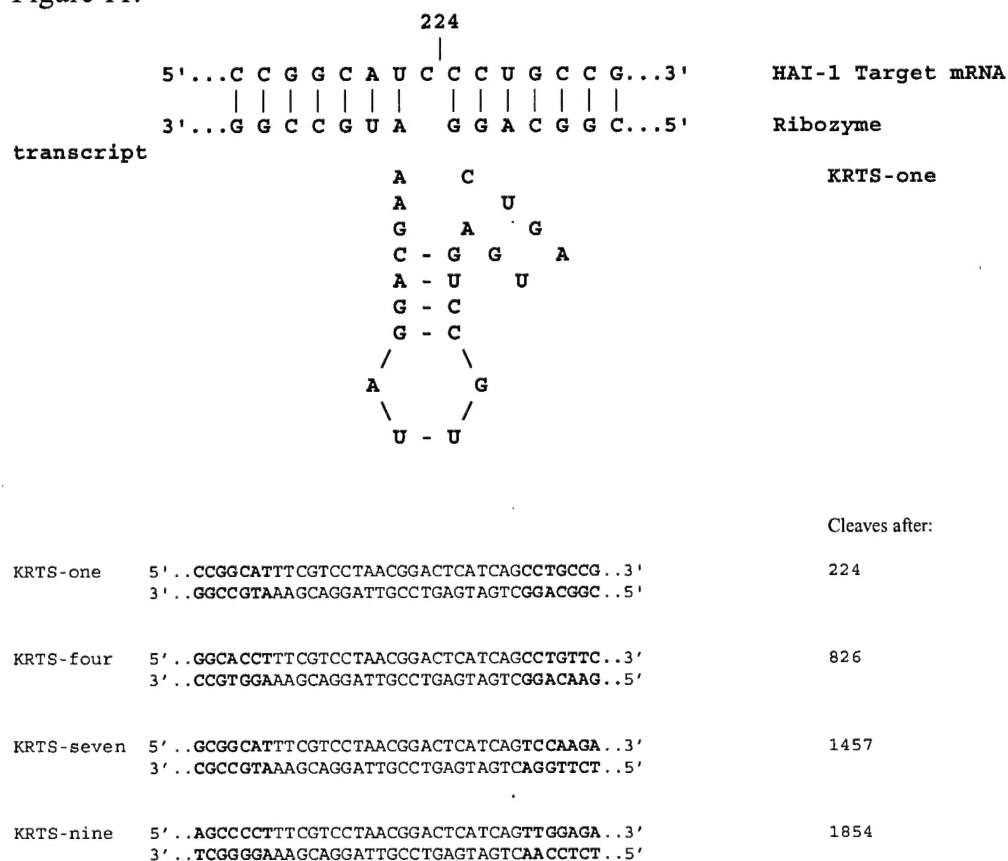 224
5'...C C G G C A U C C C U G C C G...3' HAI-1 Target mRNA
3'...G G C C G U A G G A C G G C...5' Ribozyme
transcript
A C KRTS-one
A U
G A G
C - G G A
A - U U
G - C
G - C
A G
U - U
Cleaves after:
KRTS-one 5'..CCGGCATTTCGTCCTAACGGACTCATCAGCCTGCCG..3' 224
3'..GGCCGTAAAGCAGGATTGCCTGAGTAGTCGGACGGC..5'
KRTS-four 5'..GGCACCTTTCGTCCTAACGGACTCATCAGCCTGTTC..3' 826
3'..CCGTGGAAAGCAGGATTGCCTGAGTAGTCGGACAAG..5'
KRTS-seven 5'..GCGGCATTTCGTCCTAACGGACTCATCAGTCCAAGA..3' 1457
3'..CGCCGTAAAGCAGGATTGCCTGAGTAGTCAGGTTCT..5'
KRTS-nine 5'..AGCCCCTTTCGTCCTAACGGACTCATCAGTTGGAGA..3' 1854
3'..TCGGGGAAAGCAGGATTGCCTGAGTAGTCAACCTCT..5'